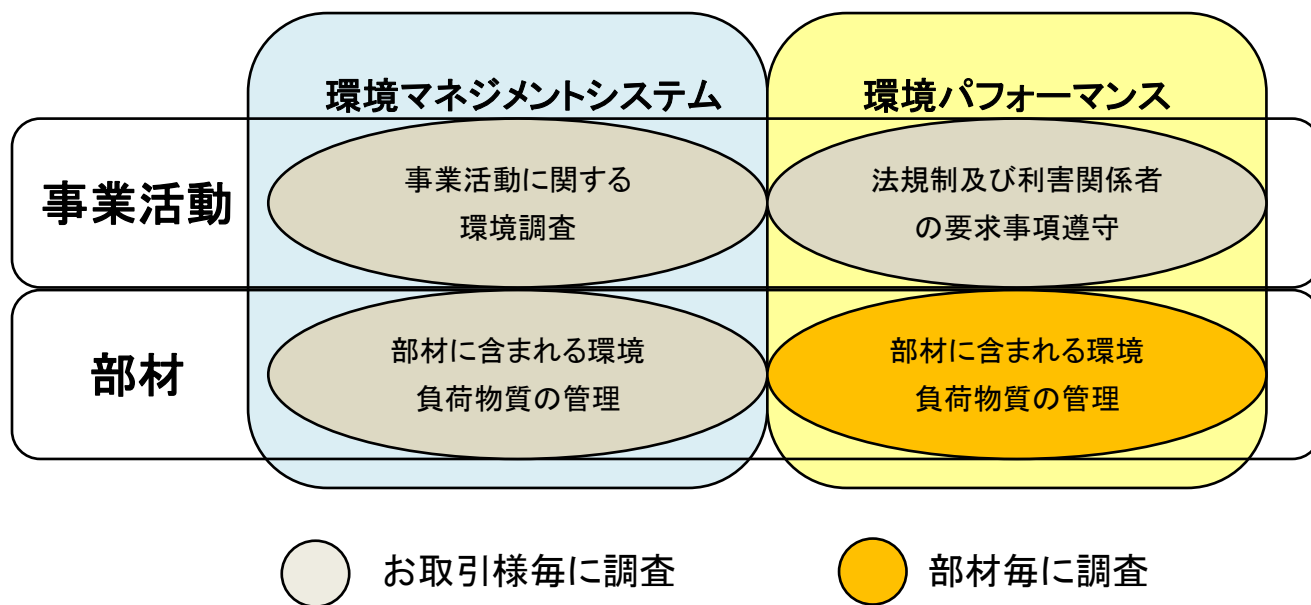 環境マネジメントシステム
環境パフォーマンス
事業活動
事業活動に関する
環境調査
法規制及び利害関係者
の要求事項遵守
部材
部材に含まれる環境
負荷物質の管理
部材に含まれる環境
負荷物質の管理
お取引様毎に調査
部材毎に調査